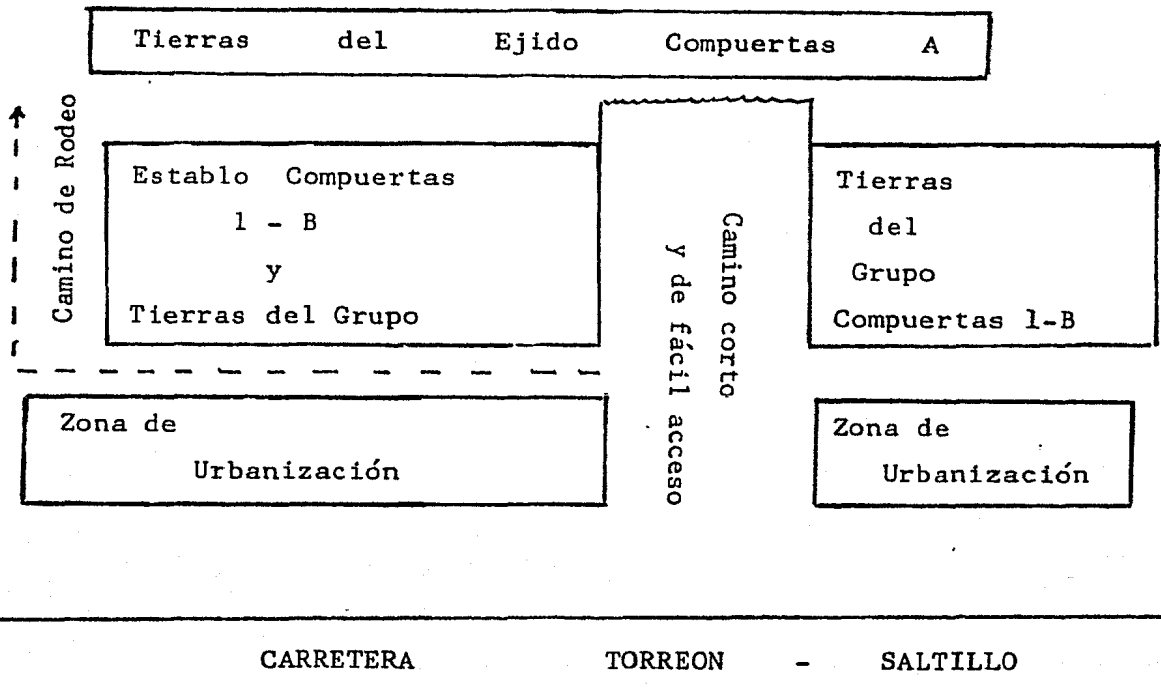 Tierras del Ejido Compuertas A
Camino de Rodeo
Establo Compuertas
1 - B
y
Tierras del Grupo
Camino corto
y de fácil acceso
Tierras
del
Grupo
Compuertas 1-B
Zona de
Urbanización
Zona de
Urbanización
CARRETERA TORREON - SALTILLO